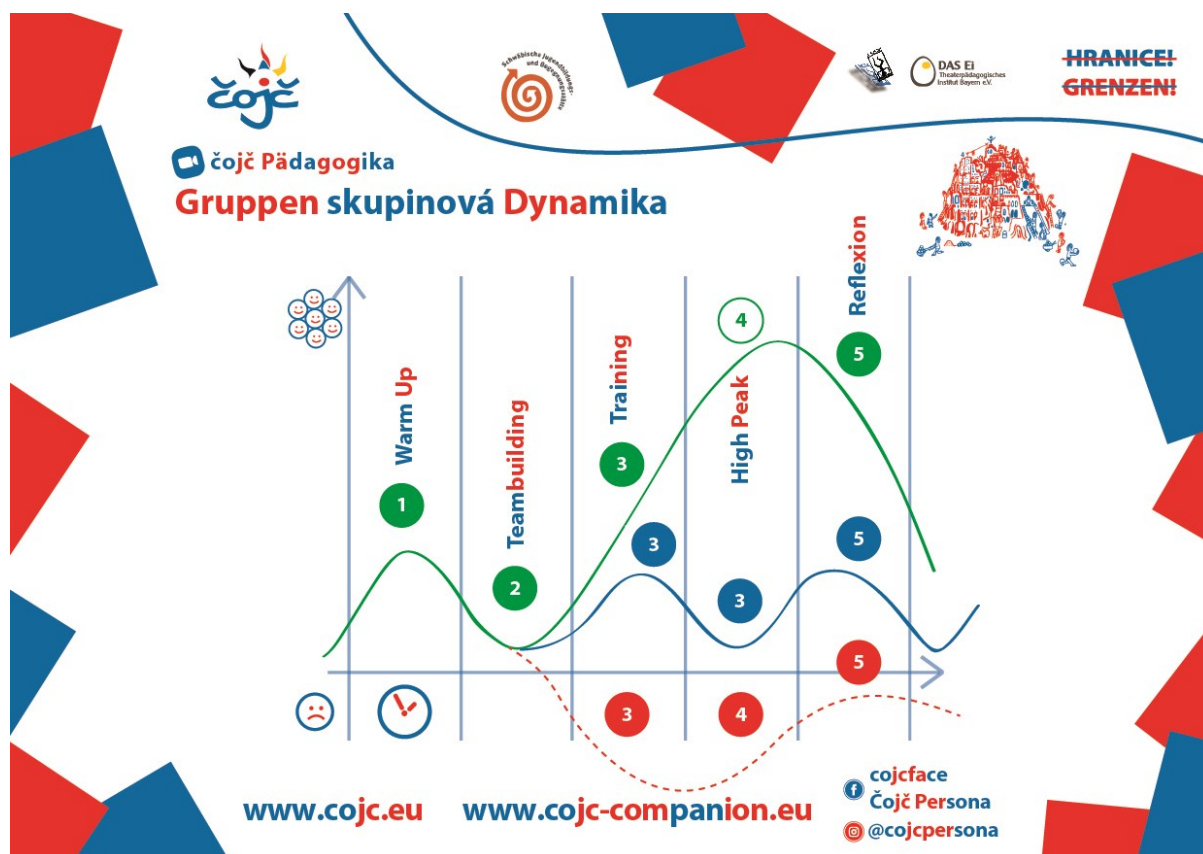 čojč
Schwäbische Jugendbildungs-
und Begegnungsstätte
DAS Ei
Theaterpädagogisches
Institut Bayern e.V.
HRANICE!
GRENZEN!
čojč Pädagogika
Gruppen skupinová Dynamika
Warm Up
Teambuilding
Training
High Peak
Reflexion
1
2
3
4
5
3
3
5
3
4
5
www.cojc.eu
www.cojc-companion.eu
cojcface
Čojč Persona
@cojcpersona